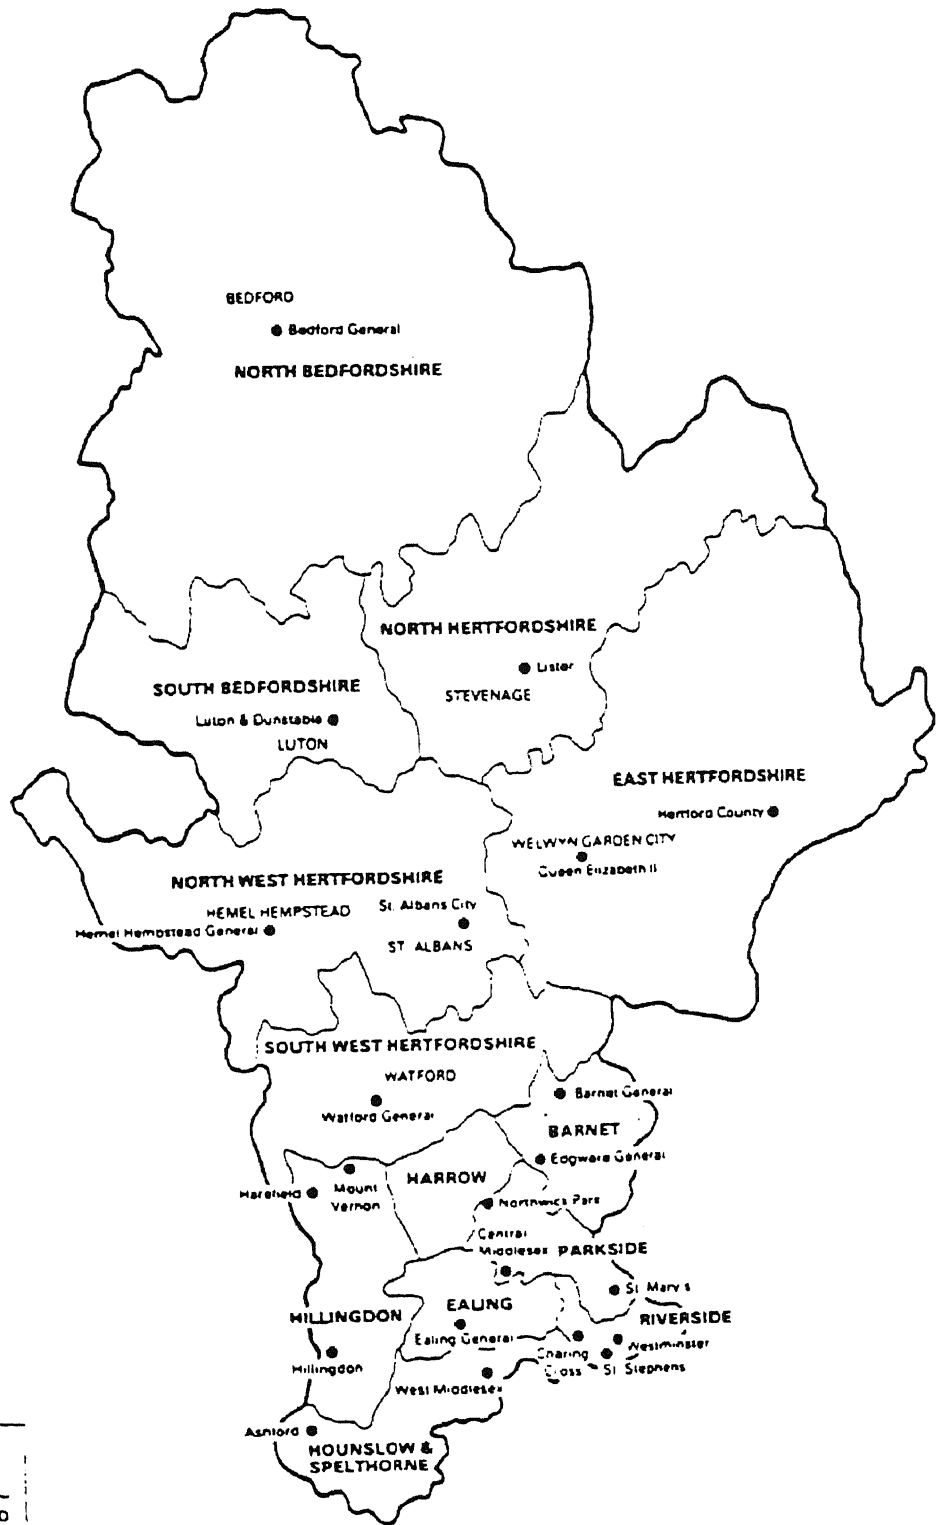 BEDFORD
Bedford General
NORTH BEDFORDSHIRE
NORTH HERTFORDSHIRE
Lister
STEVENAGE
SOUTH BEDFORDSHIRE
Luton & Dunstable
LUTON
EAST HERTFORDSHIRE
Hertford County
WELWYN GARDEN CITY
Queen Elizabeth II
NORTH WEST HERTFORDSHIRE
HEMEL HEMPSTEAD
Hemel Hempstead General
St. Albans City
ST ALBANS
SOUTH WEST HERTFORDSHIRE
WATFORD
Watford General
Barnet General
BARNET
Edgware General
HARROW
Mount
Vernon
Harefield
Northwick Park
Central
Middlesex
PARKSIDE
St Mary's
HILLINGDON
EALING
Ealing General
RIVERSIDE
Westminster
Charing
Cross
St Stephens
Hillingdon
West Middlesex
Ashford
HOUNSLOW &
SPELTHORNE